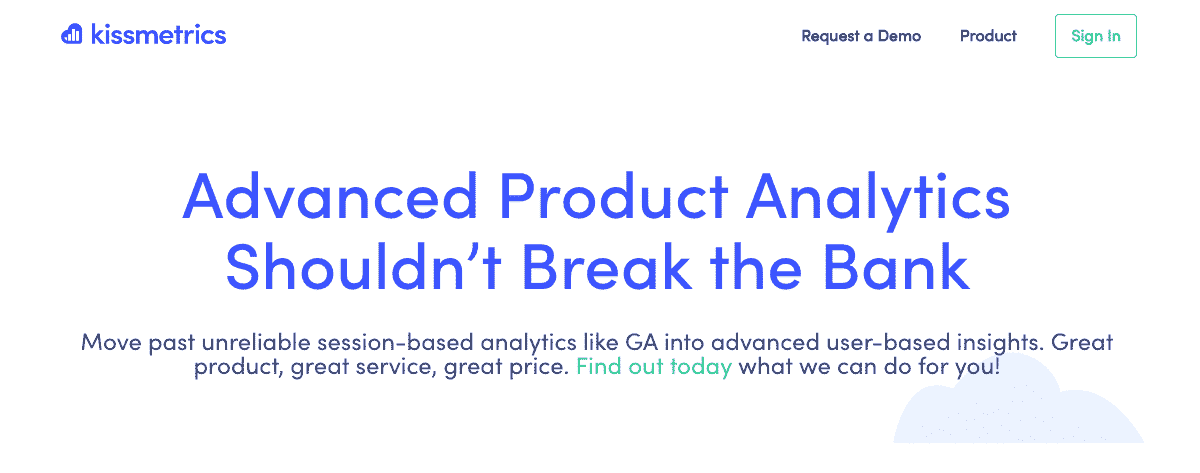 kissmetrics
Request a Demo
Product
Sign In
Advanced Product Analytics
Shouldn’t Break the Bank
Move past unreliable session-based analytics like GA into advanced user-based insights. Great
product, great service, great price. Find out today what we can do for you!